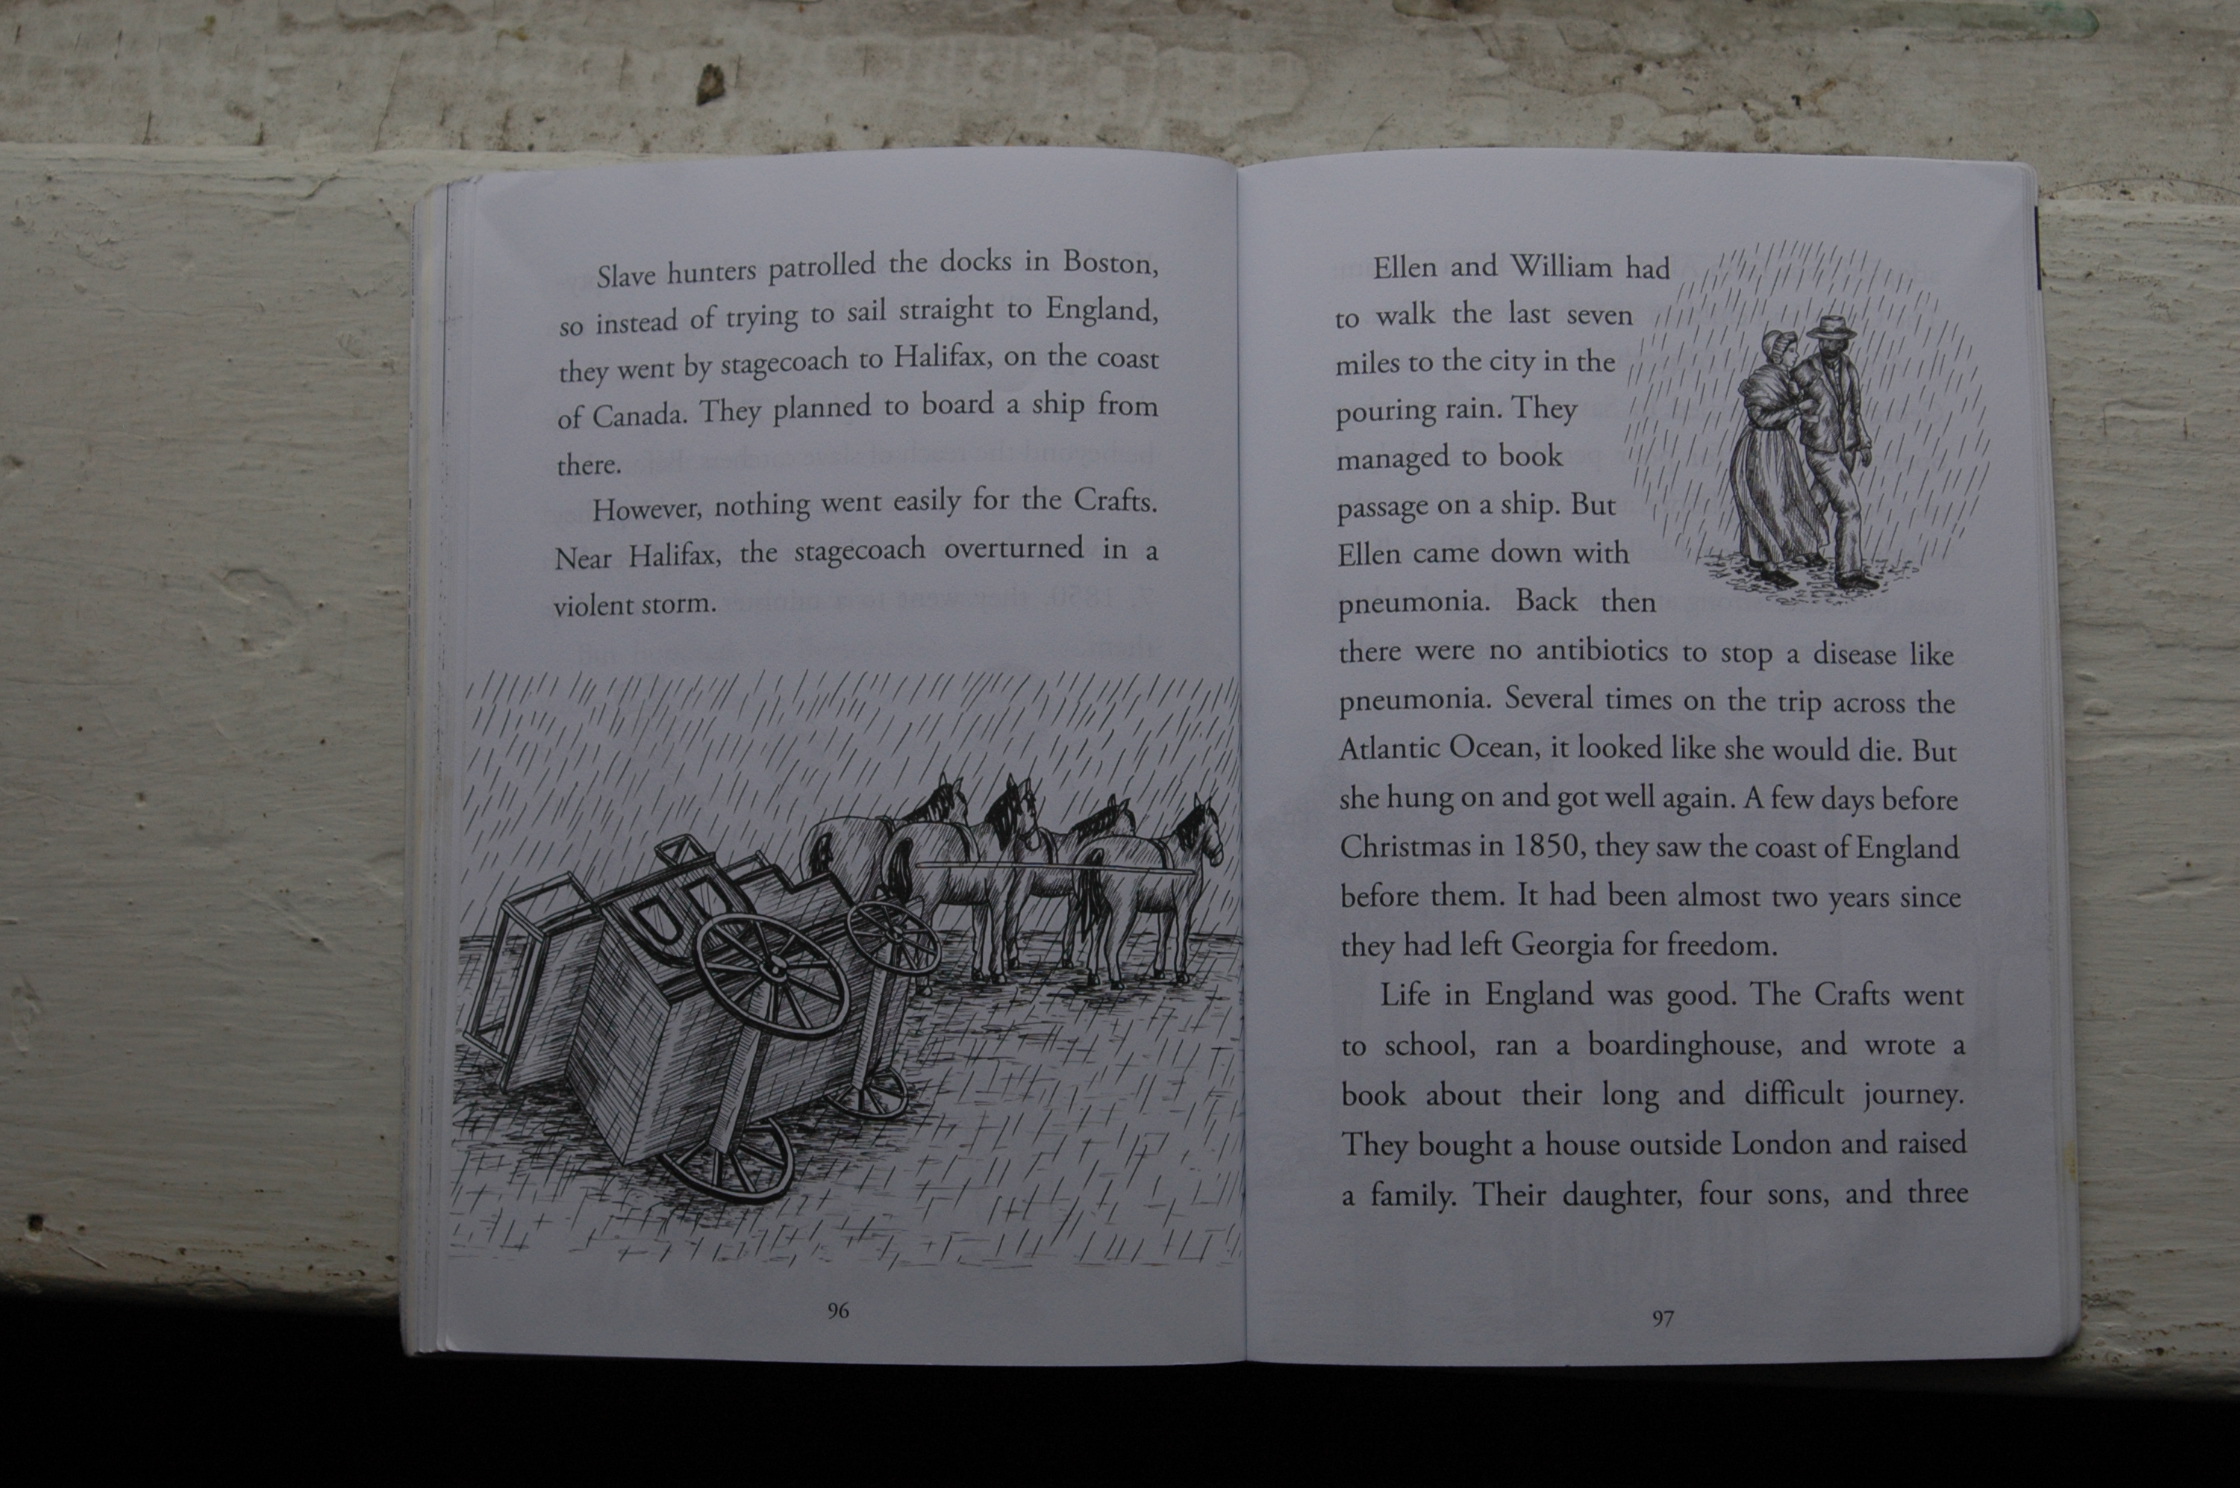 Slave hunters patrolled the docks in Boston,
so instead of trying to sail straight to England,
they went by stagecoach to Halifax, on the coast
of Canada. They planned to board a ship from
there.
However, nothing went easily for the Crafts.
Near Halifax, the stagecoach overturned in a
violent storm.
96
Ellen and William had
to walk the last seven
miles to the city in the
pouring rain. They
managed to book
passage on a ship. But
Ellen came down with
pneumonia. Back then
there were no antibiotics to stop a disease like
pneumonia. Several times on the trip across the
Atlantic Ocean, it looked like she would die. But
she hung on and got well again. A few days before
Christmas in 1850, they saw the coast of England
before them. It had been almost two years since
they had left Georgia for freedom.
Life in England was good. The Crafts went
to school, ran a boardinghouse, and wrote a
book about their long and difficult journey.
They bought a house outside London and raised
a family. Their daughter, four sons, and three
97